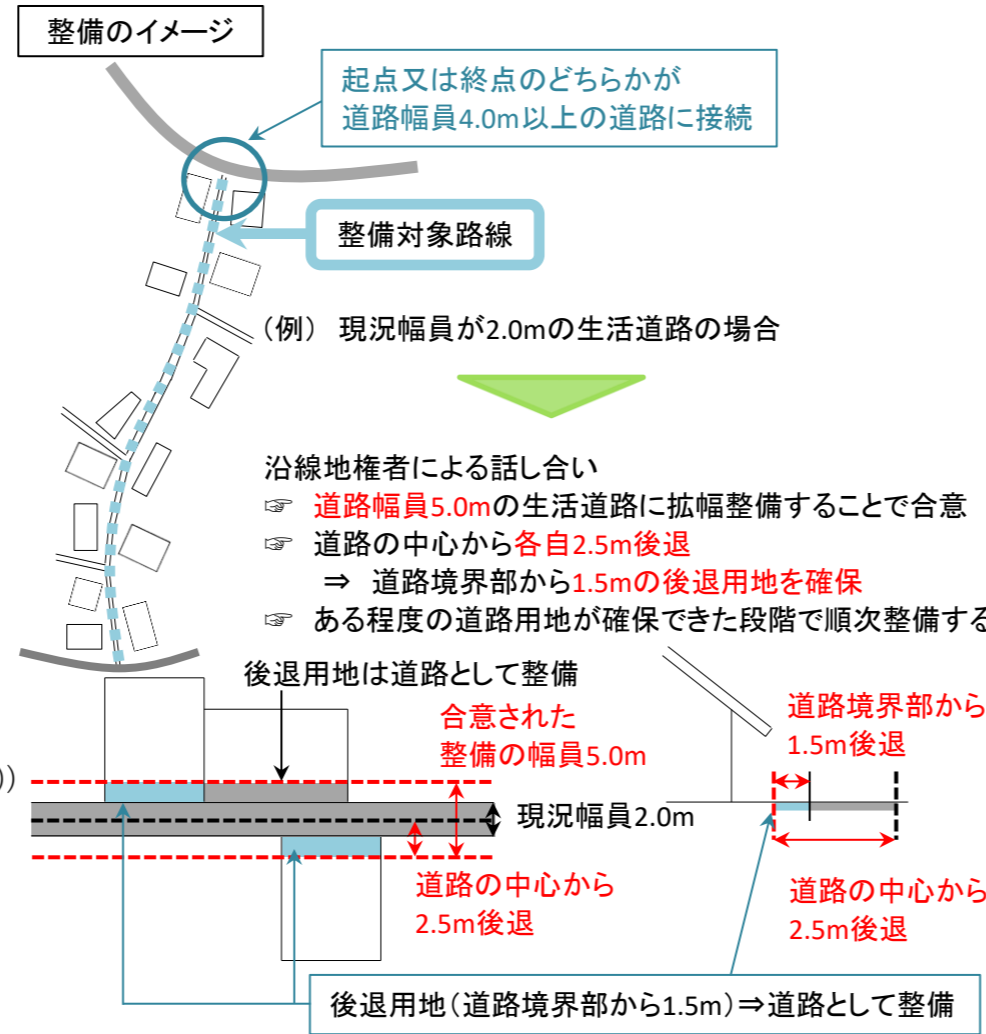 整備のイメージ
起点又は終点のどちらかが
道路幅員4.0m以上の道路に接続
整備対象路線
（例） 現況幅員が2.0mの生活道路の場合
沿線地権者による話し合い
☞ 道路幅員5.0mの生活道路に拡幅整備することで合意
☞ 道路の中心から各自2.5m後退
⇒ 道路境界部から1.5mの後退用地を確保
☞ ある程度の道路用地が確保できた段階で順次整備する
後退用地は道路として整備
合意された
整備の幅員5.0m
道路境界部から
1.5m後退
))
現況幅員2.0m
道路の中心から
2.5m後退
道路の中心から
2.5m後退
後退用地（道路境界部から1.5m）⇒道路として整備